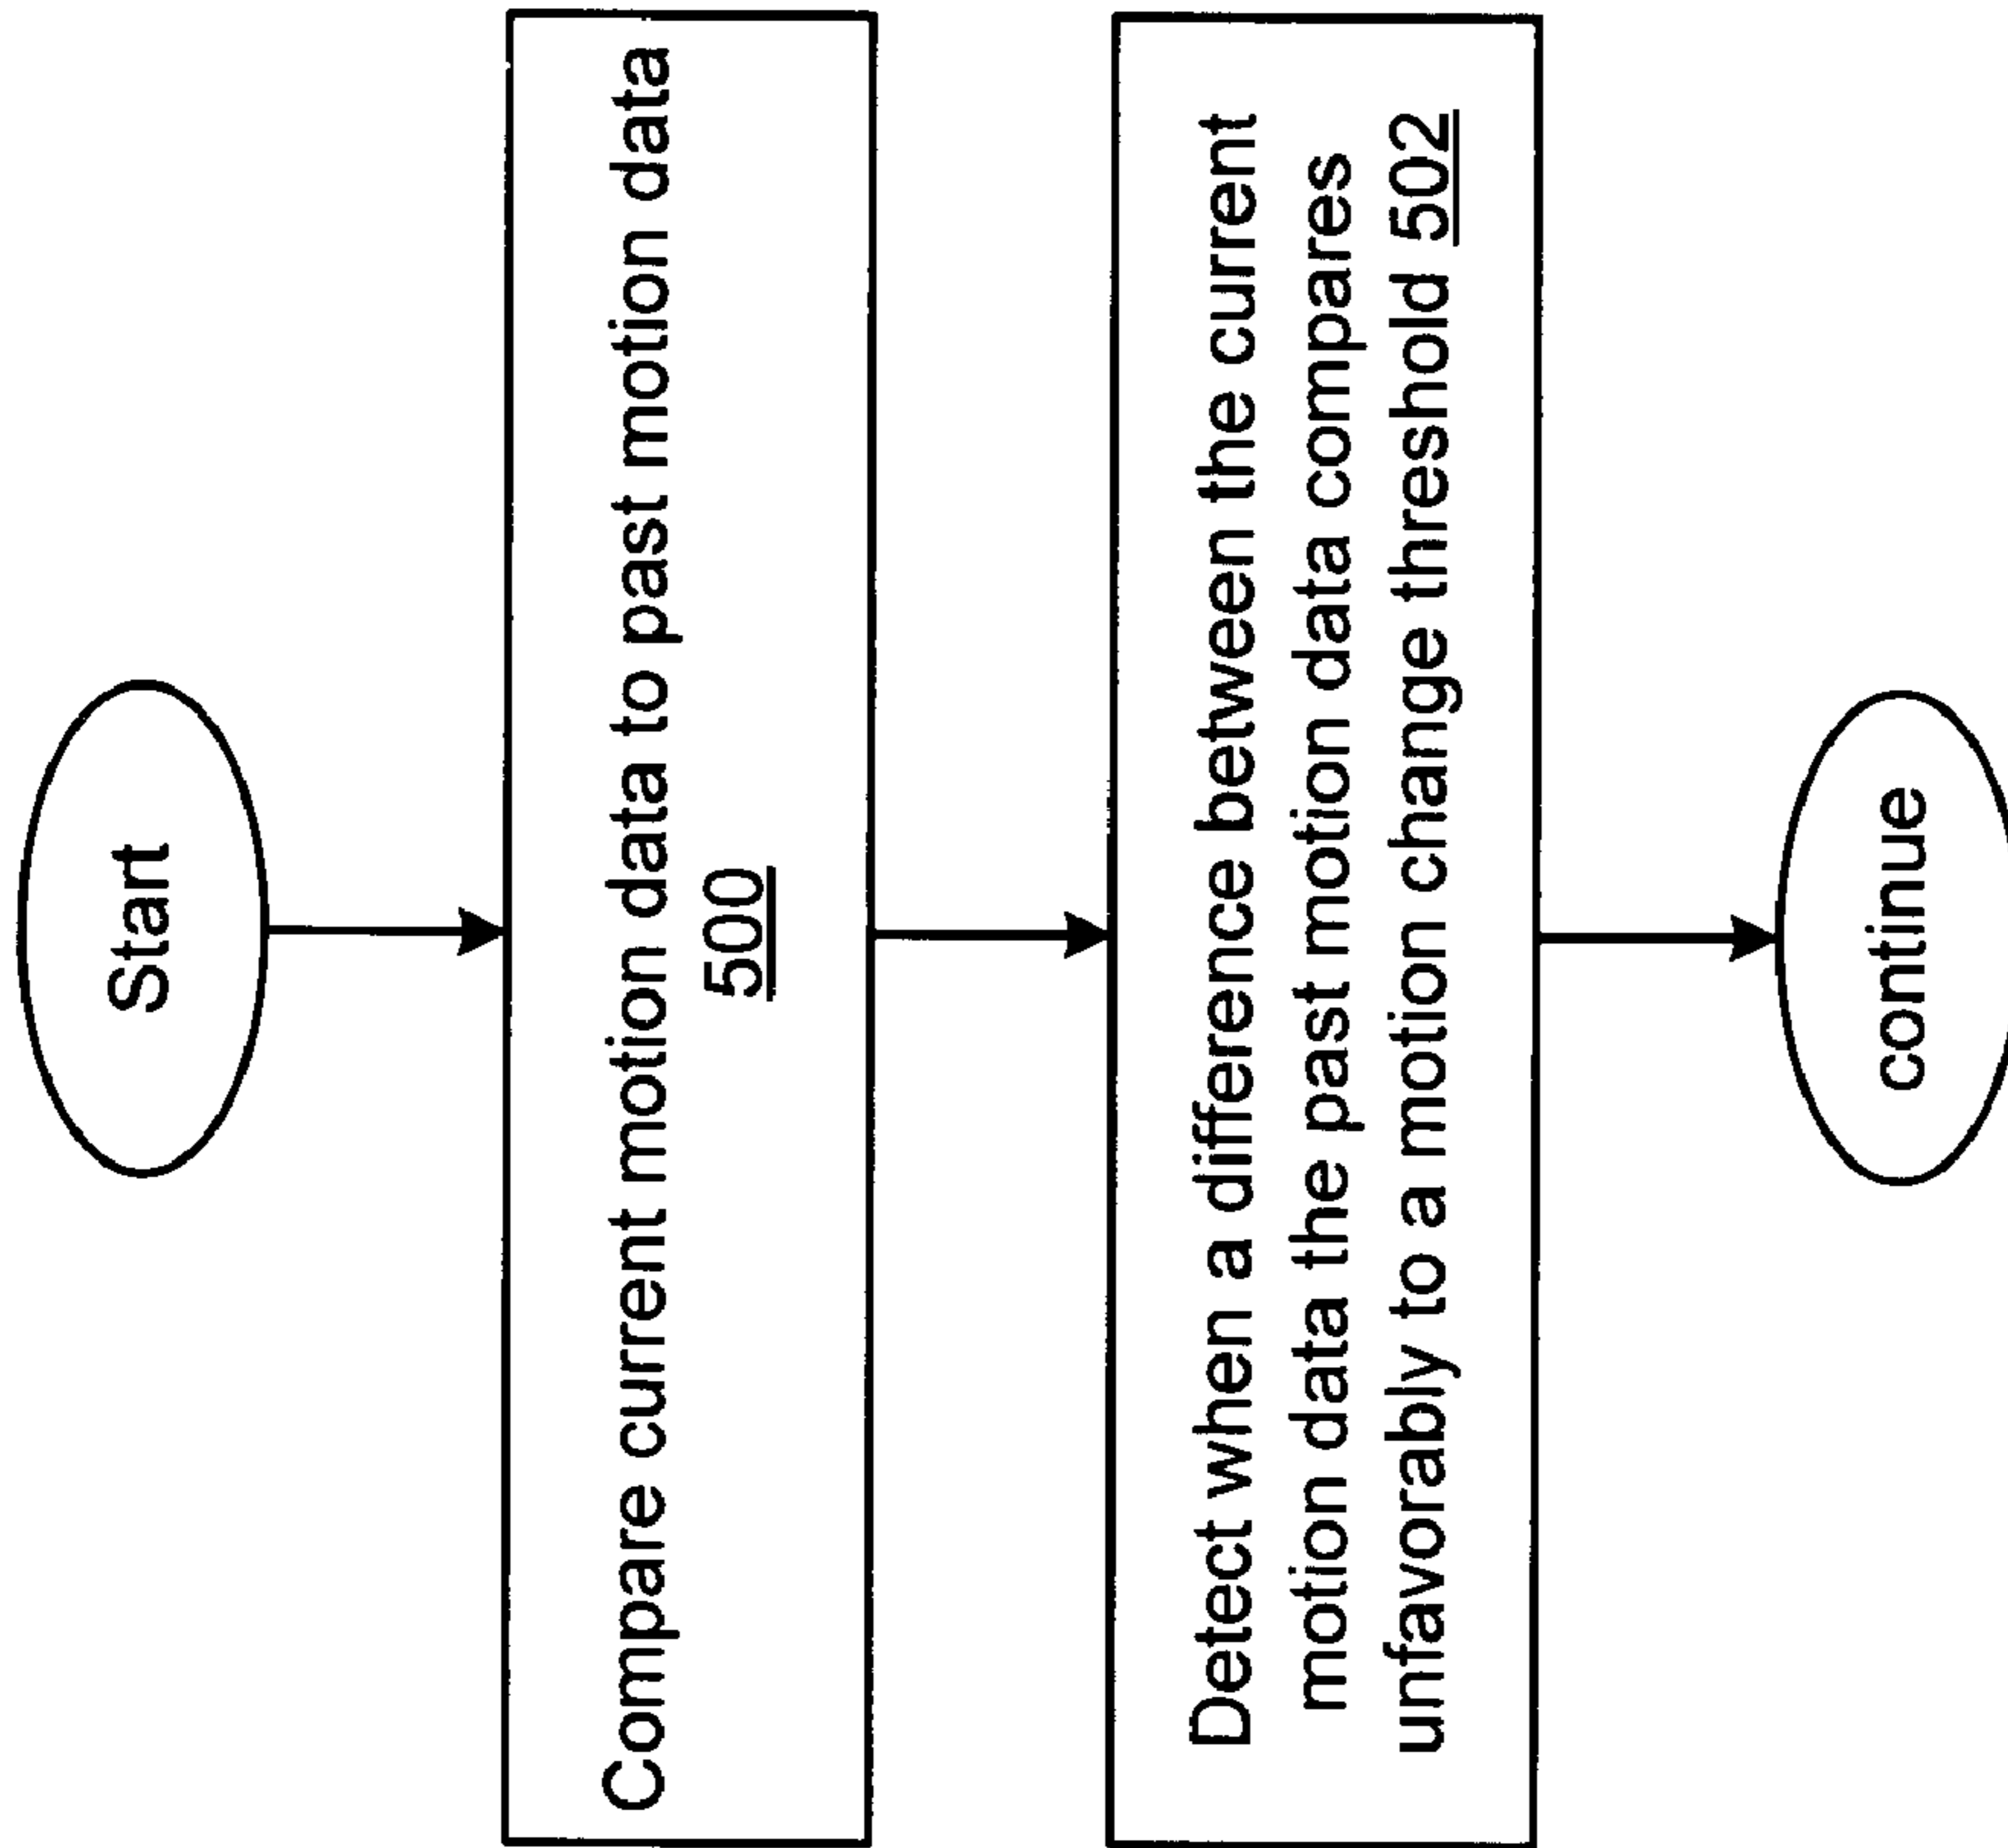 Start
Compare current motion data to past motion data
500
Detect when a difference between the current
motion data the past motion data compares
unfavorably to a motion change threshold 502
continue